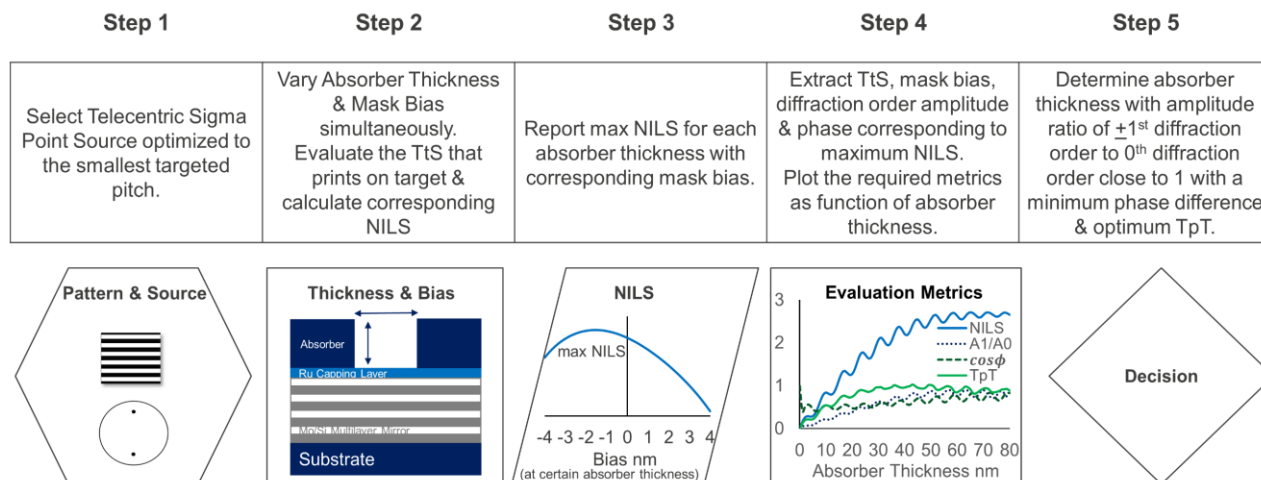 Step 1
Step 2
Step 3
Step 4
Step 5
Select Telecentric Sigma
Point Source optimized to
the smallest targeted
pitch.
Vary Absorber Thickness
& Mask Bias
simultaneously.
Evaluate the TtS that
prints on target &
calculate corresponding
NILS
Report max NILS for each
absorber thickness with
corresponding mask bias.
Extract TtS, mask bias,
diffraction order amplitude
& phase corresponding to
maximum NILS.
Plot the required metrics
as function of absorber
thickness.
Determine absorber
thickness with amplitude
ratio of ±1st diffraction
order to 0th diffraction
order close to 1 with a
minimum phase difference
& optimum TpT.
Pattern & Source
Thickness & Bias
Absorber
Ru Capping Layer
Mo/Si Multilayer Mirror
Substrate
NILS
max NILS
-4 -3 -2 -1 0 1 2 3 4
Bias nm
(at certain absorber thickness)
Evaluation Metrics
3
2
1
0
NILS
A1/A0
cosϕ
TpT
0 10 20 30 40 50 60 70 80
Absorber Thickness nm
Decision